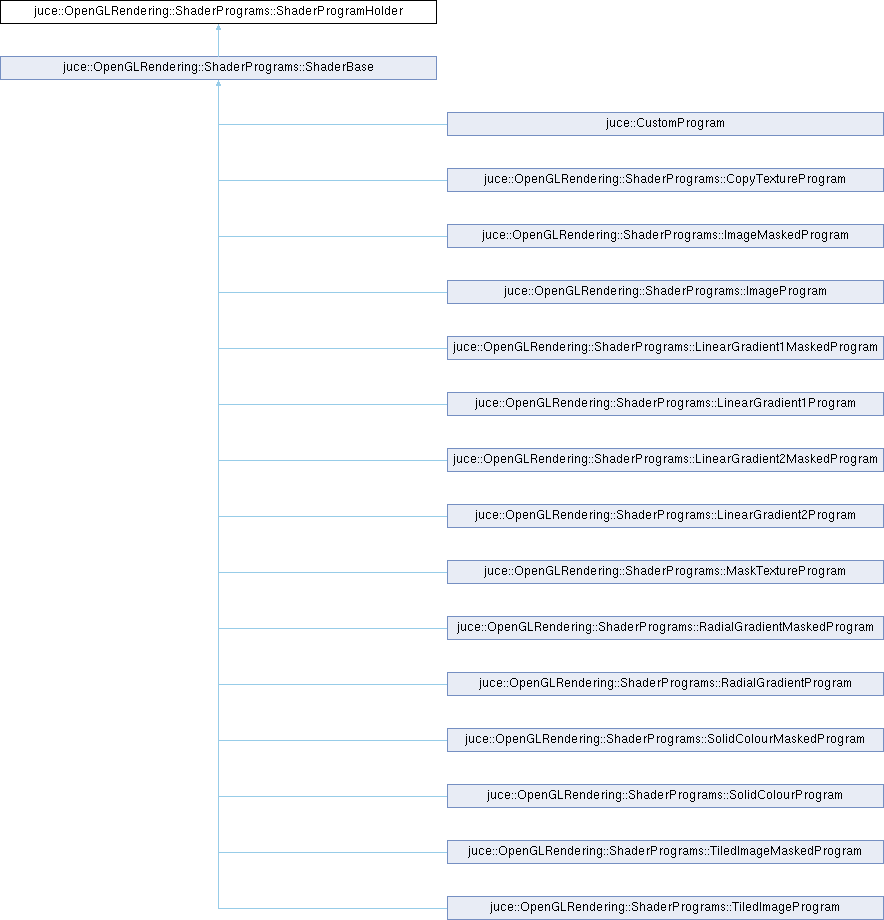 juce::OpenGLRendering::ShaderPrograms::ShaderProgramHolder
juce::OpenGLRendering::ShaderPrograms::ShaderBase
juce::CustomProgram
juce::OpenGLRendering::ShaderPrograms::CopyTextureProgram
juce::OpenGLRendering::ShaderPrograms::ImageMaskedProgram
juce::OpenGLRendering::ShaderPrograms::ImageProgram
juce::OpenGLRendering::ShaderPrograms::LinearGradient1MaskedProgram
juce::OpenGLRendering::ShaderPrograms::LinearGradient1Program
juce::OpenGLRendering::ShaderPrograms::LinearGradient2MaskedProgram
juce::OpenGLRendering::ShaderPrograms::LinearGradient2Program
juce::OpenGLRendering::ShaderPrograms::MaskTextureProgram
juce::OpenGLRendering::ShaderPrograms::RadialGradientMaskedProgram
juce::OpenGLRendering::ShaderPrograms::RadialGradientProgram
juce::OpenGLRendering::ShaderPrograms::SolidColourMaskedProgram
juce::OpenGLRendering::ShaderPrograms::SolidColourProgram
juce::OpenGLRendering::ShaderPrograms::TiledImageMaskedProgram
juce::OpenGLRendering::ShaderPrograms::TiledImageProgram